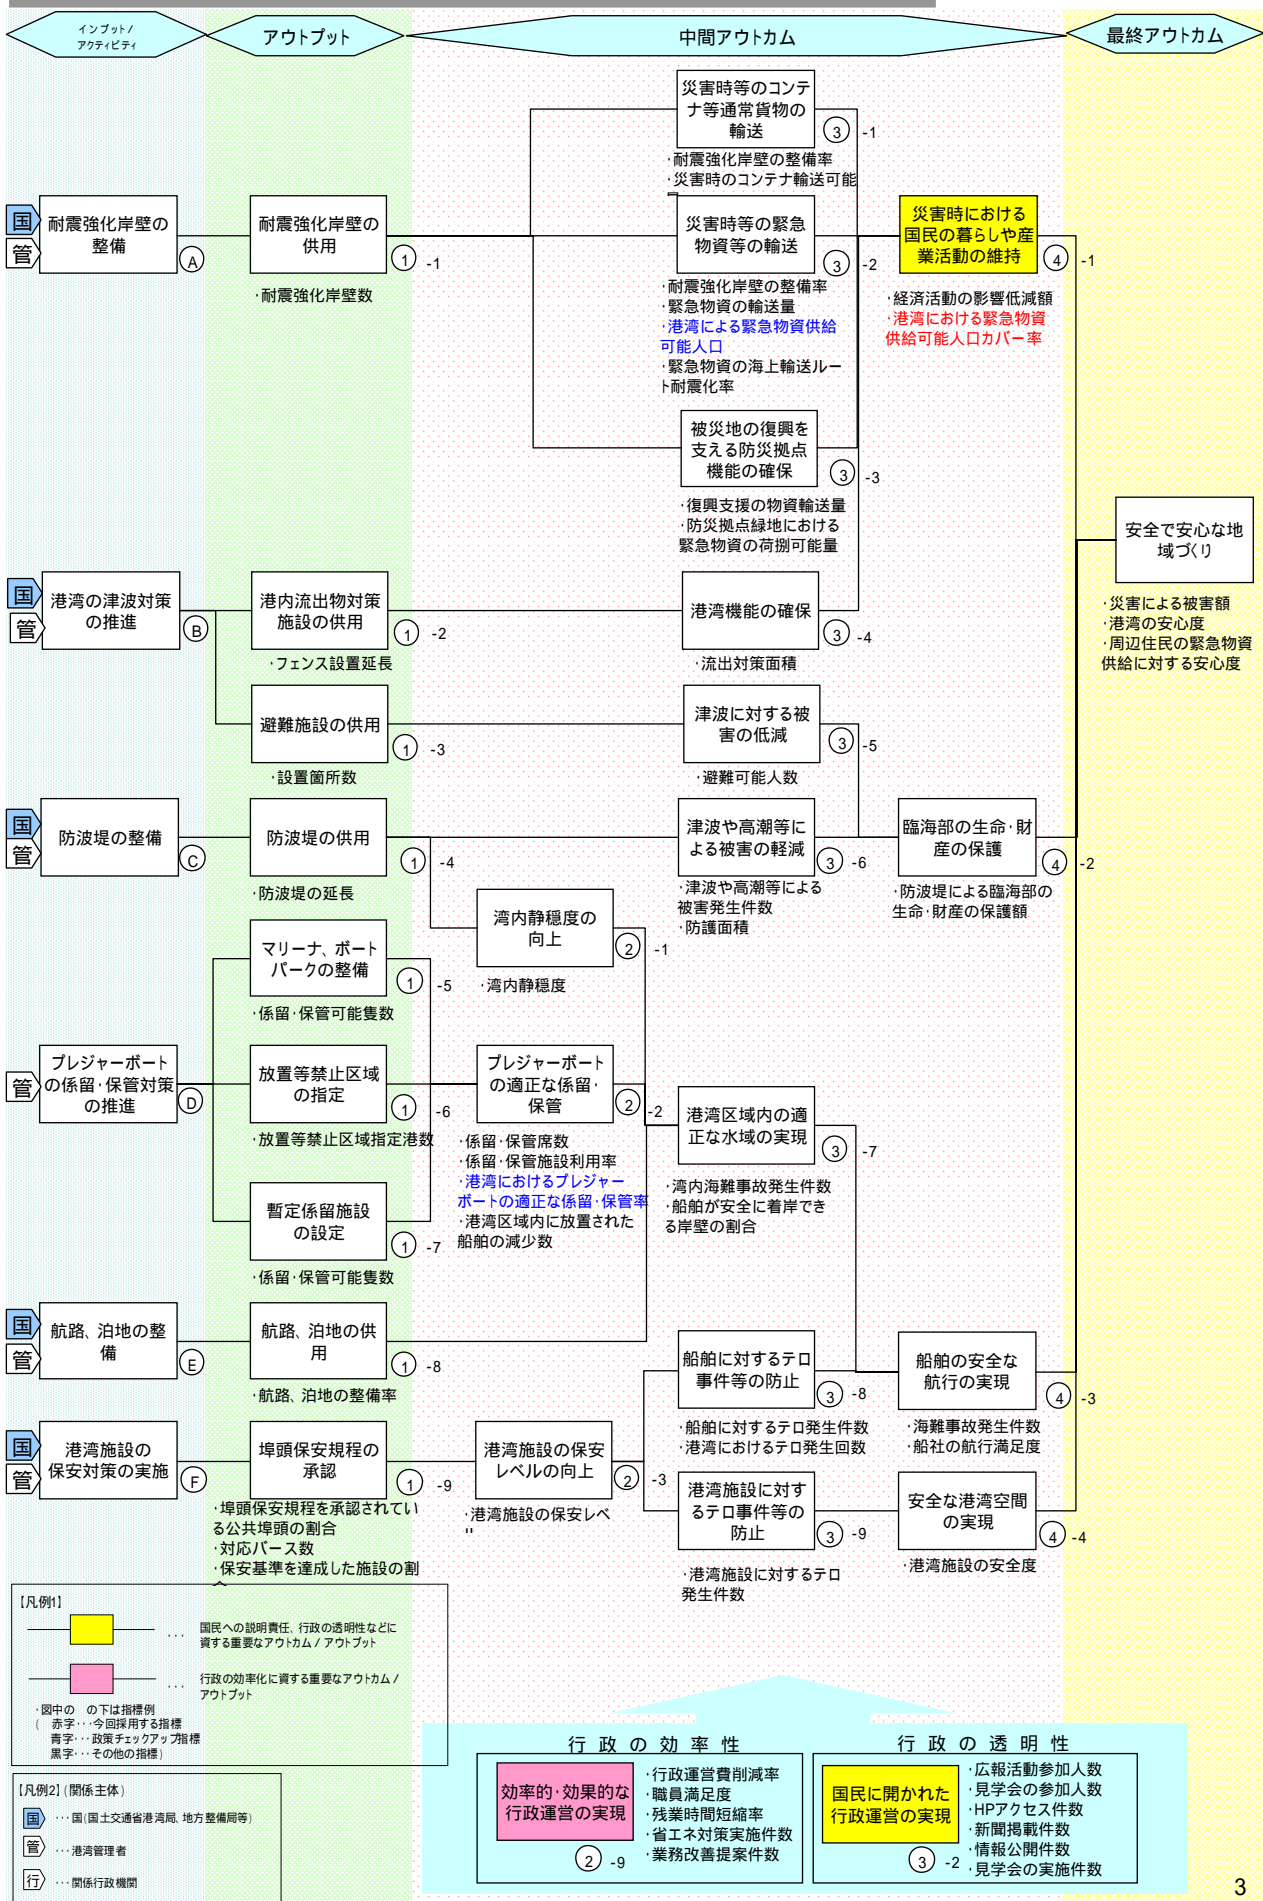 インプット/
アクティビティ
アウトプット
中間アウトカム
最終アウトカム
災害時等のコンテ
ナ等通常貨物の
輸送
③ -1
・耐震強化岸壁の整備率
・災害時のコンテナ輸送可能
国
管
耐震強化岸壁の
整備
A
耐震強化岸壁の
供用
① -1
・耐震強化岸壁数
災害時等の緊急
物資等の輸送
③ -2
・耐震強化岸壁の整備率
・緊急物資の輸送量
・港湾による緊急物資供給
可能人口
・緊急物資の海上輸送ルー
ト耐震化率
災害時における
国民の暮らしや産
業活動の維持
④ -1
・経済活動の影響低減額
・港湾における緊急物資
供給可能人口カバー率
被災地の復興を
支える防災拠点
機能の確保
③ -3
・復興支援の物資輸送量
・防災拠点緑地における
緊急物資の荷捌可能量
安全で安心な地
域づくり
・災害による被害額
・港湾の安心度
・周辺住民の緊急物資
供給に対する安心度
国
管
港湾の津波対策
の推進
B
港内流出物対策
施設の供用
① -2
・フェンス設置延長
港湾機能の確保
③ -4
・流出対策面積
避難施設の供用
① -3
・設置箇所数
津波に対する被
害の低減
③ -5
・避難可能人数
国
管
防波堤の整備
C
防波堤の供用
① -4
・防波堤の延長
津波や高潮等に
よる被害の軽減
③ -6
・津波や高潮等による
被害発生件数
・防護面積
臨海部の生命・財
産の保護
④ -2
・防波堤による臨海部の
生命・財産の保護額
湾内静穏度の
向上
② -1
・湾内静穏度
マリーナ、ボート
パークの整備
① -5
・係留・保管可能隻数
管
プレジャーボート
の係留・保管対策
の推進
D
放置等禁止区域
の指定
① -6
・放置等禁止区域指定港数
プレジャーボート
の適正な係留・
保管
② -2
・係留・保管席数
・係留・保管施設利用率
・港湾におけるプレジャー
ボートの適正な係留・保管率
・港湾区域内に放置された
船舶の減少数
港湾区域内の適
正な水域の実現
③ -7
・湾内海難事故発生件数
・船舶が安全に着岸でき
る岸壁の割合
暫定係留施設
の設定
① -7
・係留・保管可能隻数
国
管
航路、泊地の整
備
E
航路、泊地の供
用
① -8
・航路、泊地の整備率
船舶に対するテロ
事件等の防止
③ -8
・船舶に対するテロ発生件数
・港湾におけるテロ発生回数
船舶の安全な
航行の実現
④ -3
・海難事故発生件数
・船社の航行満足度
国
管
港湾施設の
保安対策の実施
F
埠頭保安規程の
承認
① -9
・埠頭保安規程を承認されてい
る公共埠頭の割合
・対応バース数
・保安基準を達成した施設の割
港湾施設の保安
レベルの向上
② -3
・港湾施設の保安レベ
港湾施設に対す
るテロ事件等の
防止
③ -9
・港湾施設に対するテロ
発生件数
安全な港湾空間
の実現
④ -4
・港湾施設の安全度
【凡例1】
･･･ 国民への説明責任、行政の透明性などに
資する重要なアウトカム / アウトプット
･･･ 行政の効率化に資する重要なアウトカム /
アウトプット
・図中の の下は指標例
( 赤字･･･今回採用する指標
青字･･･政策チェックアップ指標
黒字･･･その他の指標)
【凡例2】(関係主体)
国 ･･･国(国土交通省港湾局、地方整備局等)
管 ･･･港湾管理者
行 ･･･関係行政機関
行 政 の 効 率 性
効率的・効果的な
行政運営の実現
② -9
・行政運営費削減率
・職員満足度
・残業時間短縮率
・省エネ対策実施件数
・業務改善提案件数
行 政 の 透 明 性
国民に開かれた
行政運営の実現
③ -2
・広報活動参加人数
・見学会の参加人数
・HPアクセス件数
・新聞掲載件数
・情報公開件数
・見学会の実施件数
3